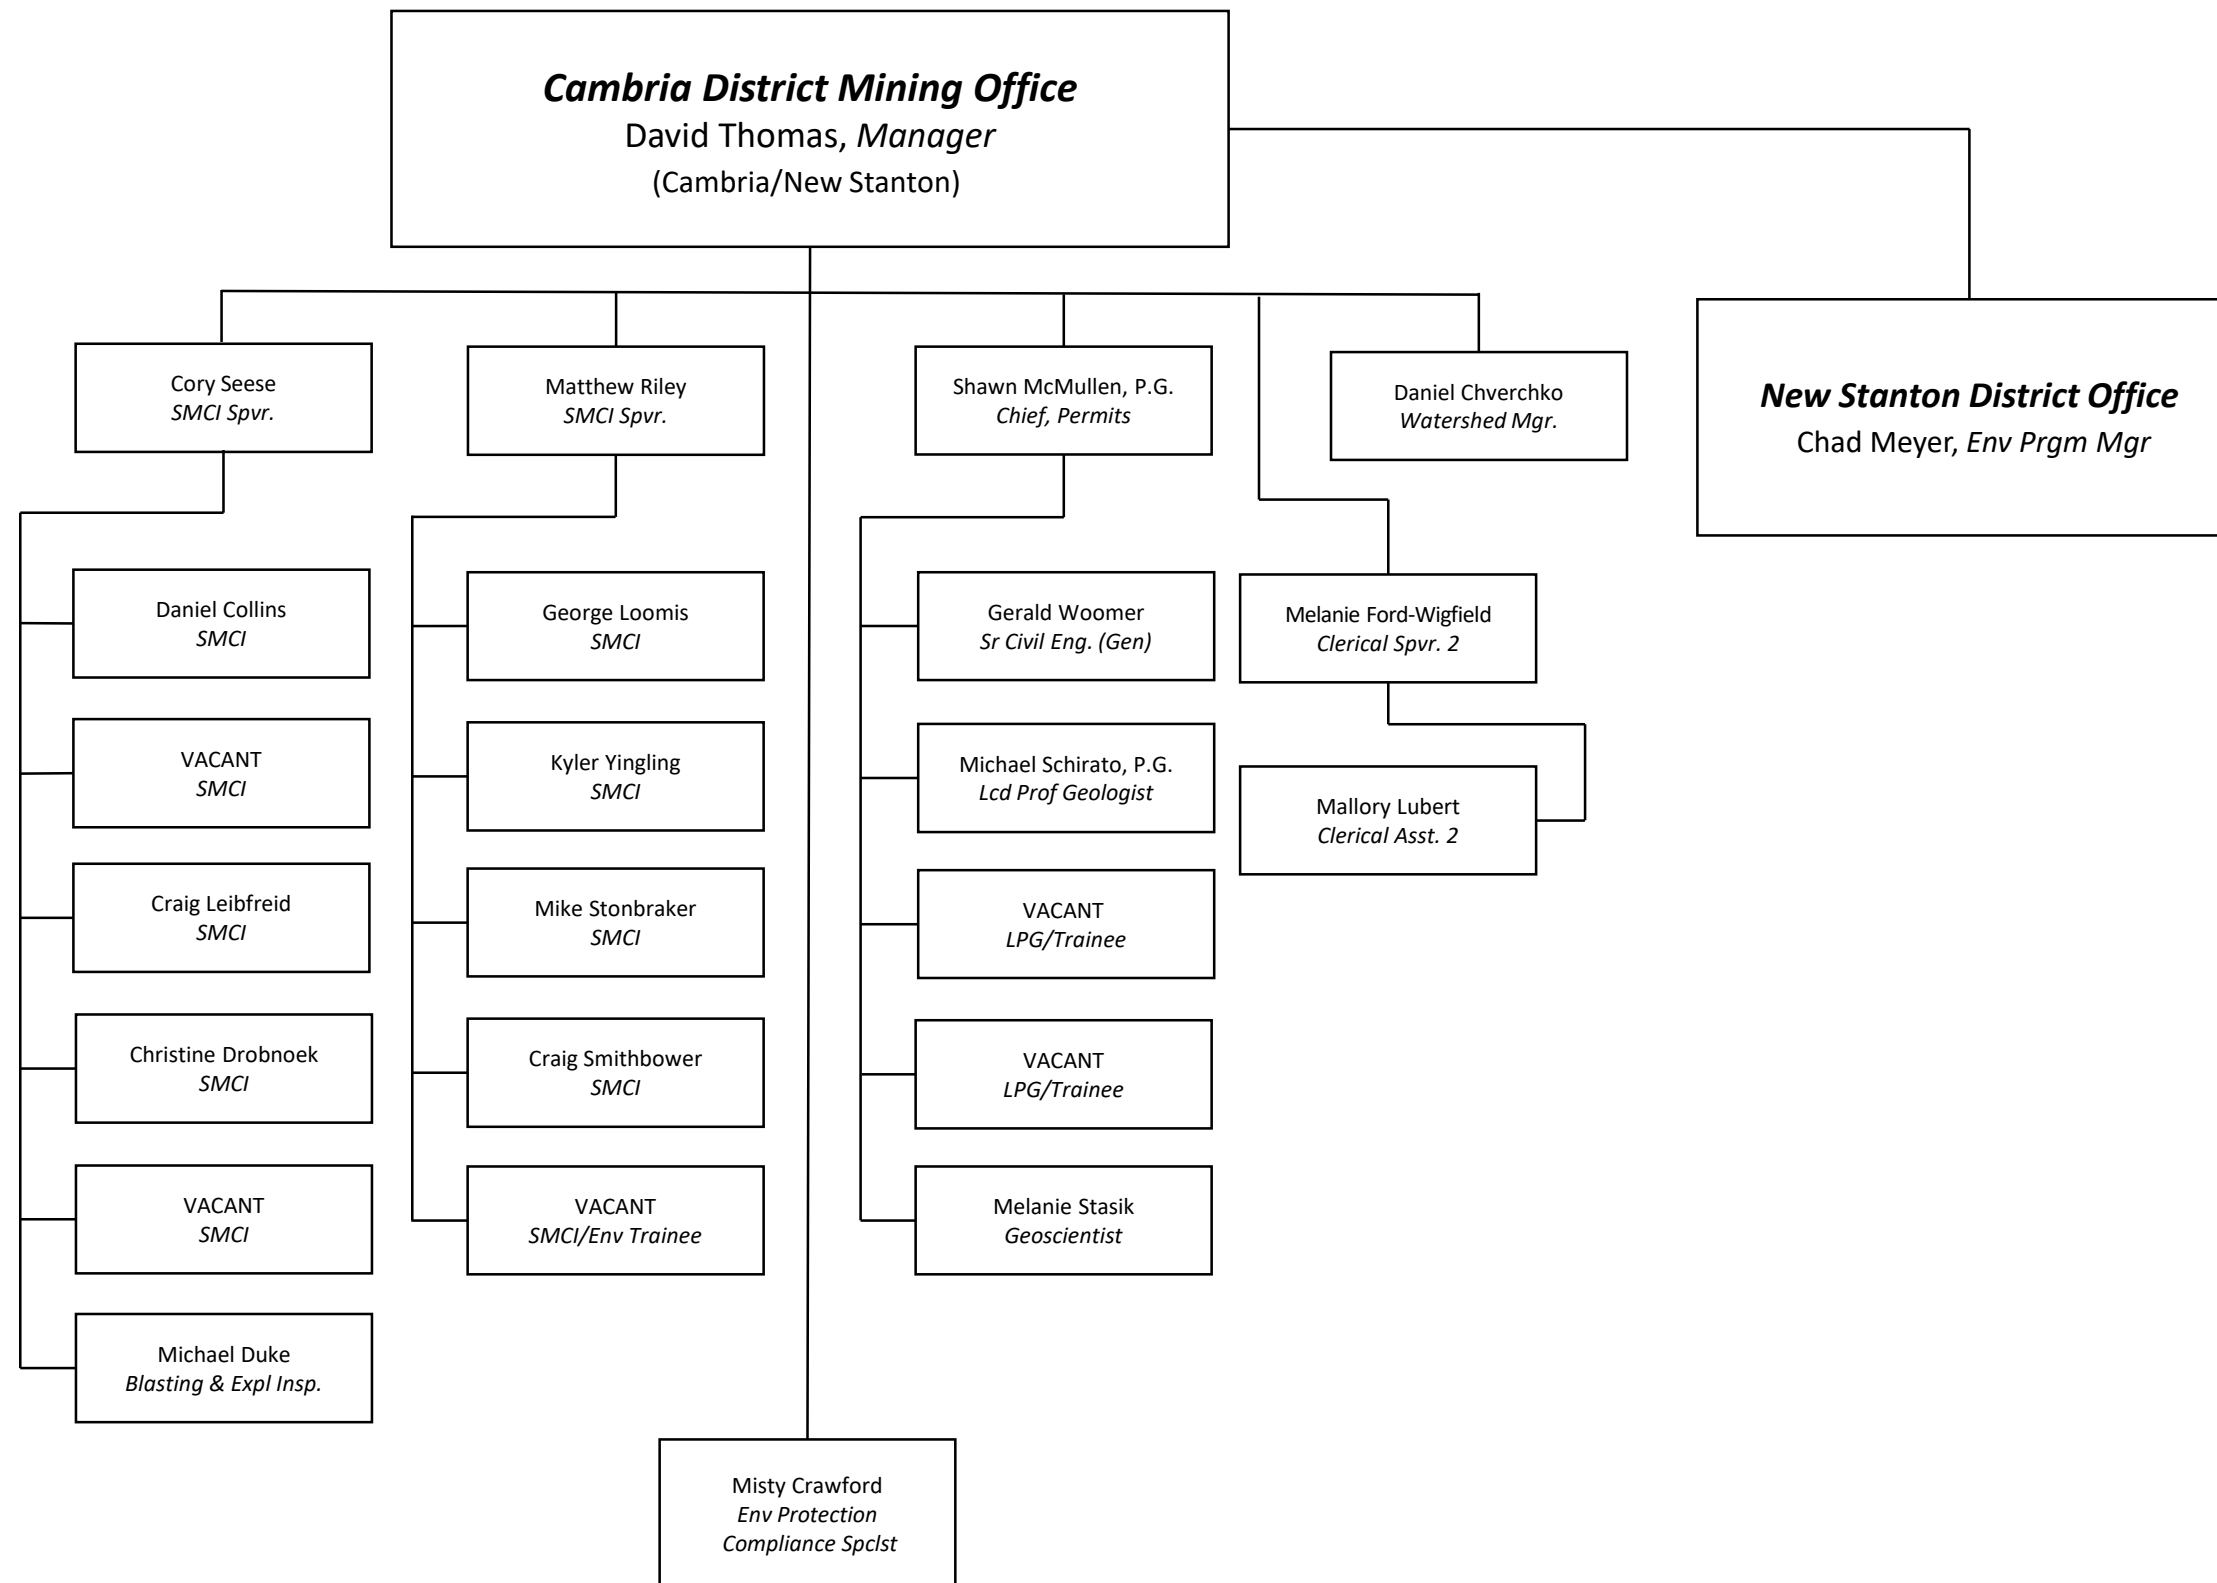 Cambria District Mining Office
David Thomas, Manager
(Cambria/New Stanton)
New Stanton District Office
Chad Meyer, Env Prgm Mgr
Cory Seese
SMCI Spvr.
Daniel Collins
SMCI
VACANT
SMCI
Craig Leibfreid
SMCI
Christine Drobnoek
SMCI
VACANT
SMCI
Michael Duke
Blasting & Expl Insp.
Matthew Riley
SMCI Spvr.
George Loomis
SMCI
Kyler Yingling
SMCI
Mike Stonbraker
SMCI
Craig Smithbower
SMCI
VACANT
SMCI/Env Trainee
Shawn McMullen, P.G.
Chief, Permits
Gerald Woomer
Sr Civil Eng. (Gen)
Michael Schirato, P.G.
Lcd Prof Geologist
VACANT
LPG/Trainee
VACANT
LPG/Trainee
Melanie Stasik
Geoscientist
Daniel Chverchko
Watershed Mgr.
Melanie Ford-Wigfield
Clerical Spvr. 2
Mallory Lubert
Clerical Asst. 2
Misty Crawford
Env Protection
Compliance Spclst